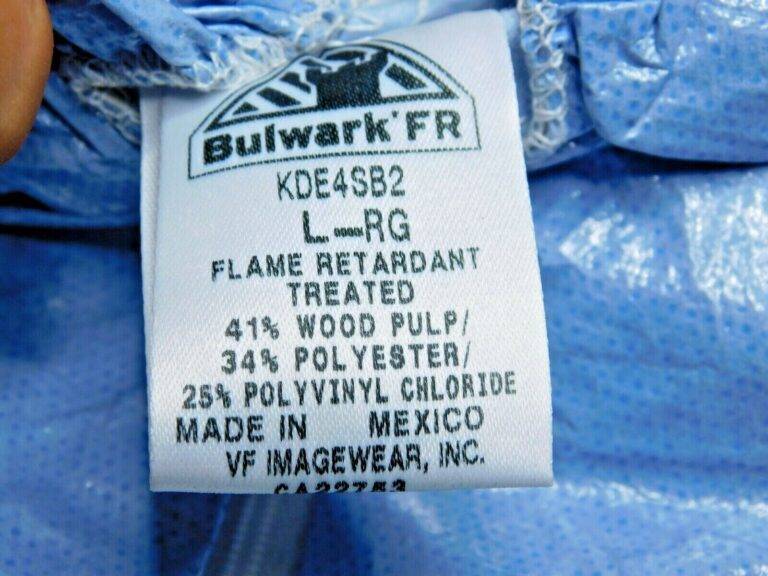 Bulwark® FR
KDE4SB2
L-RG
FLAME RETARDANT
TREATED
41% WOOD PULP/
34% POLYESTER/
25% POLYVINYL CHLORIDE
MADE IN MEXICO
VF IMAGEWEAR, INC.
CA22753